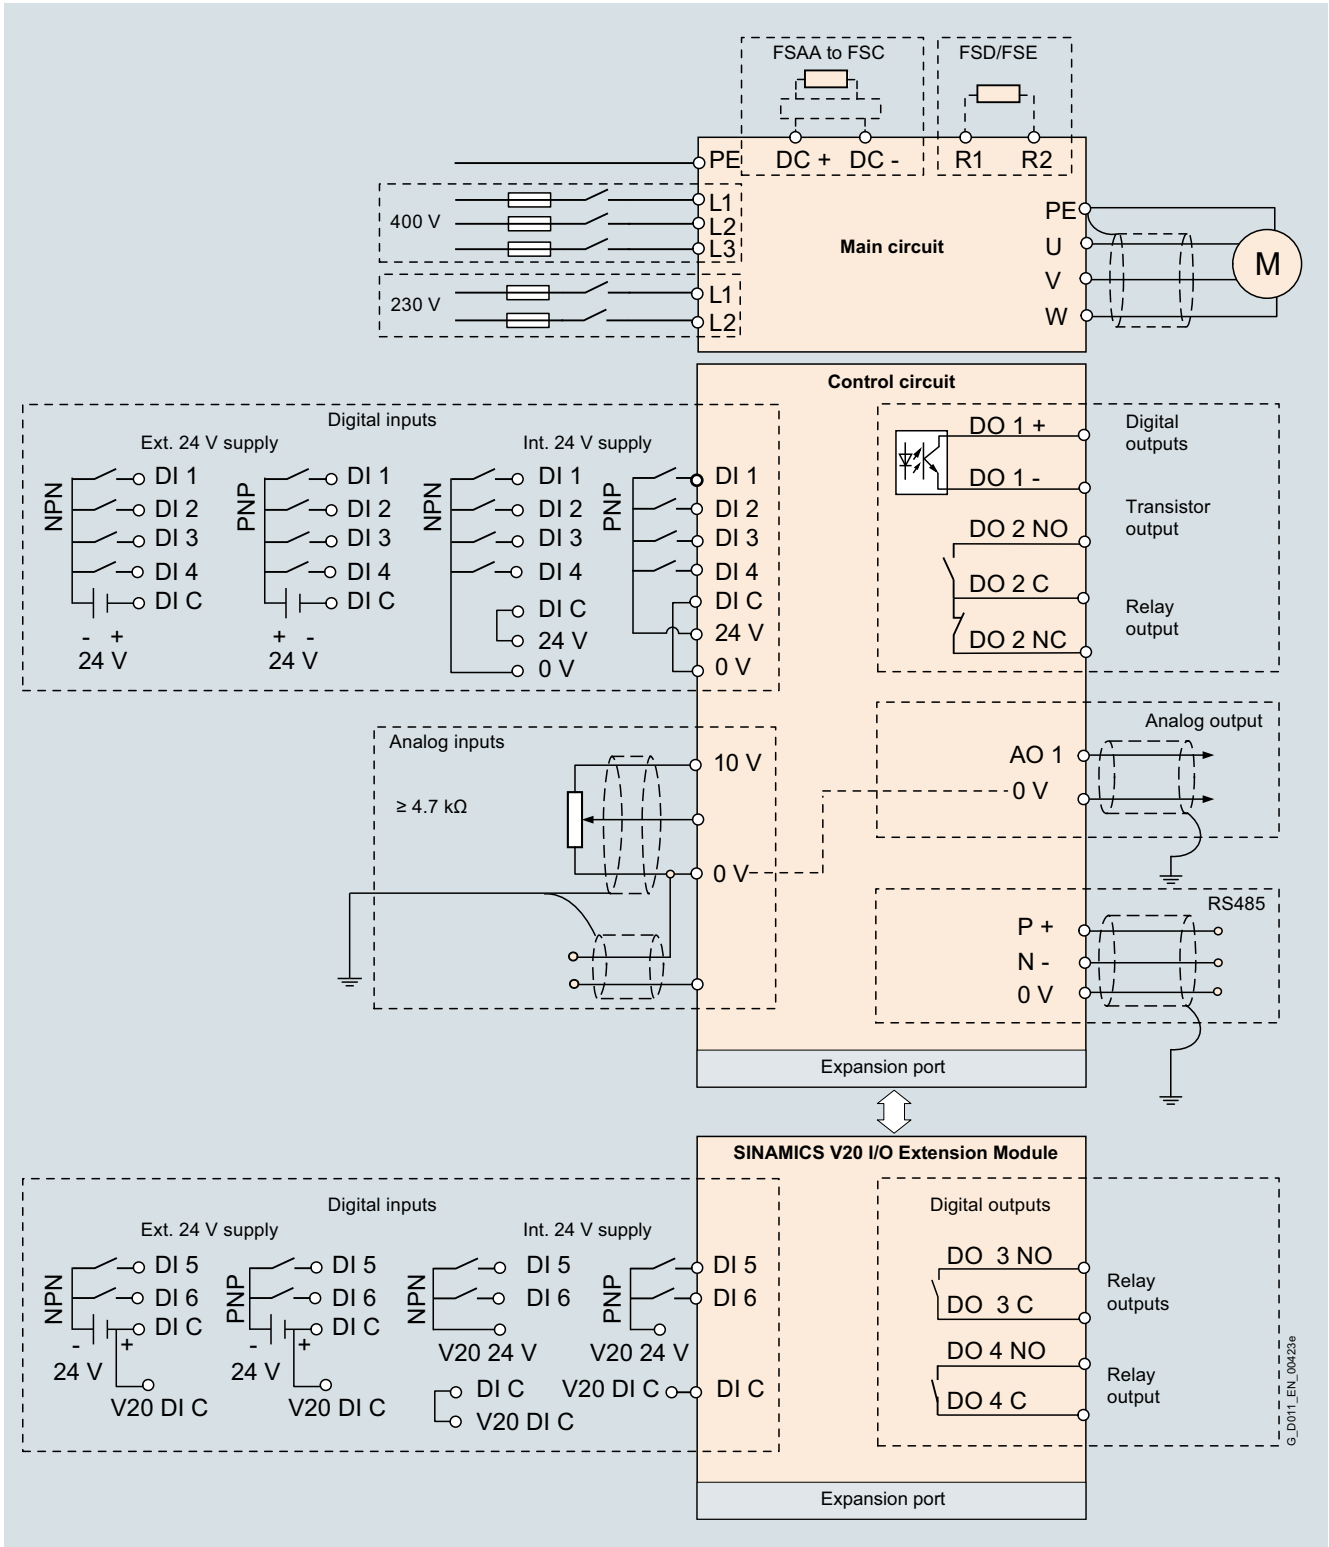 FSAA to FSC
FSD/FSE
PE
DC + DC -
R1 R2
400 V
L1
L2
L3
230 V
L1
L2
Main circuit
PE
U
V
W
M
Control circuit
Digital inputs
Ext. 24 V supply
Int. 24 V supply
NPN
DI 1
DI 2
DI 3
DI 4
DI C
- +
24 V
PNP
DI 1
DI 2
DI 3
DI 4
DI C
+ -
24 V
NPN
DI 1
DI 2
DI 3
DI 4
DI C
24 V
0 V
PNP
DI 1
DI 2
DI 3
DI 4
DI C
24 V
0 V
DO 1 +
DO 1 -
DO 2 NO
DO 2 C
DO 2 NC
Digital
outputs
Transistor
output
Relay
output
Analog inputs
≥ 4.7 kΩ
10 V
0 V
Analog output
AO 1
0 V
RS485
P +
N -
0 V
Expansion port
SINAMICS V20 I/O Extension Module
Digital inputs
Ext. 24 V supply
Int. 24 V supply
NPN
DI 5
DI 6
DI C
- +
24 V
V20 DI C
PNP
DI 5
DI 6
DI C
- +
24 V
V20 DI C
NPN
DI 5
DI 6
V20 24 V
DI C
V20 DI C
PNP
DI 5
DI 6
V20 24 V
V20 DI C
DI C
Digital outputs
DO 3 NO
DO 3 C
DO 4 NO
DO 4 C
Relay
outputs
Relay
output
Expansion port
G_D011_EN_00423e